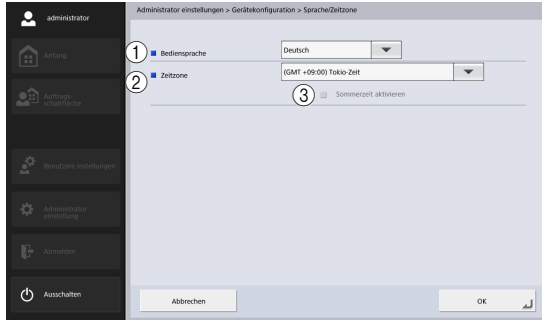 administrator
Administrator einstellungen > Gerätekonfiguration > Sprache/Zeitzone
Anfang
Auftrags-
schaltfläche
Benutzere instellungen
Administrator-
einstellung
Abmelden
Ausschalten
1 Bediensprache Deutsch
2 Zeitzone (GMT +09:00) Tokio-Zeit
3 Sommerzeit aktivieren
Abbrechen
OK